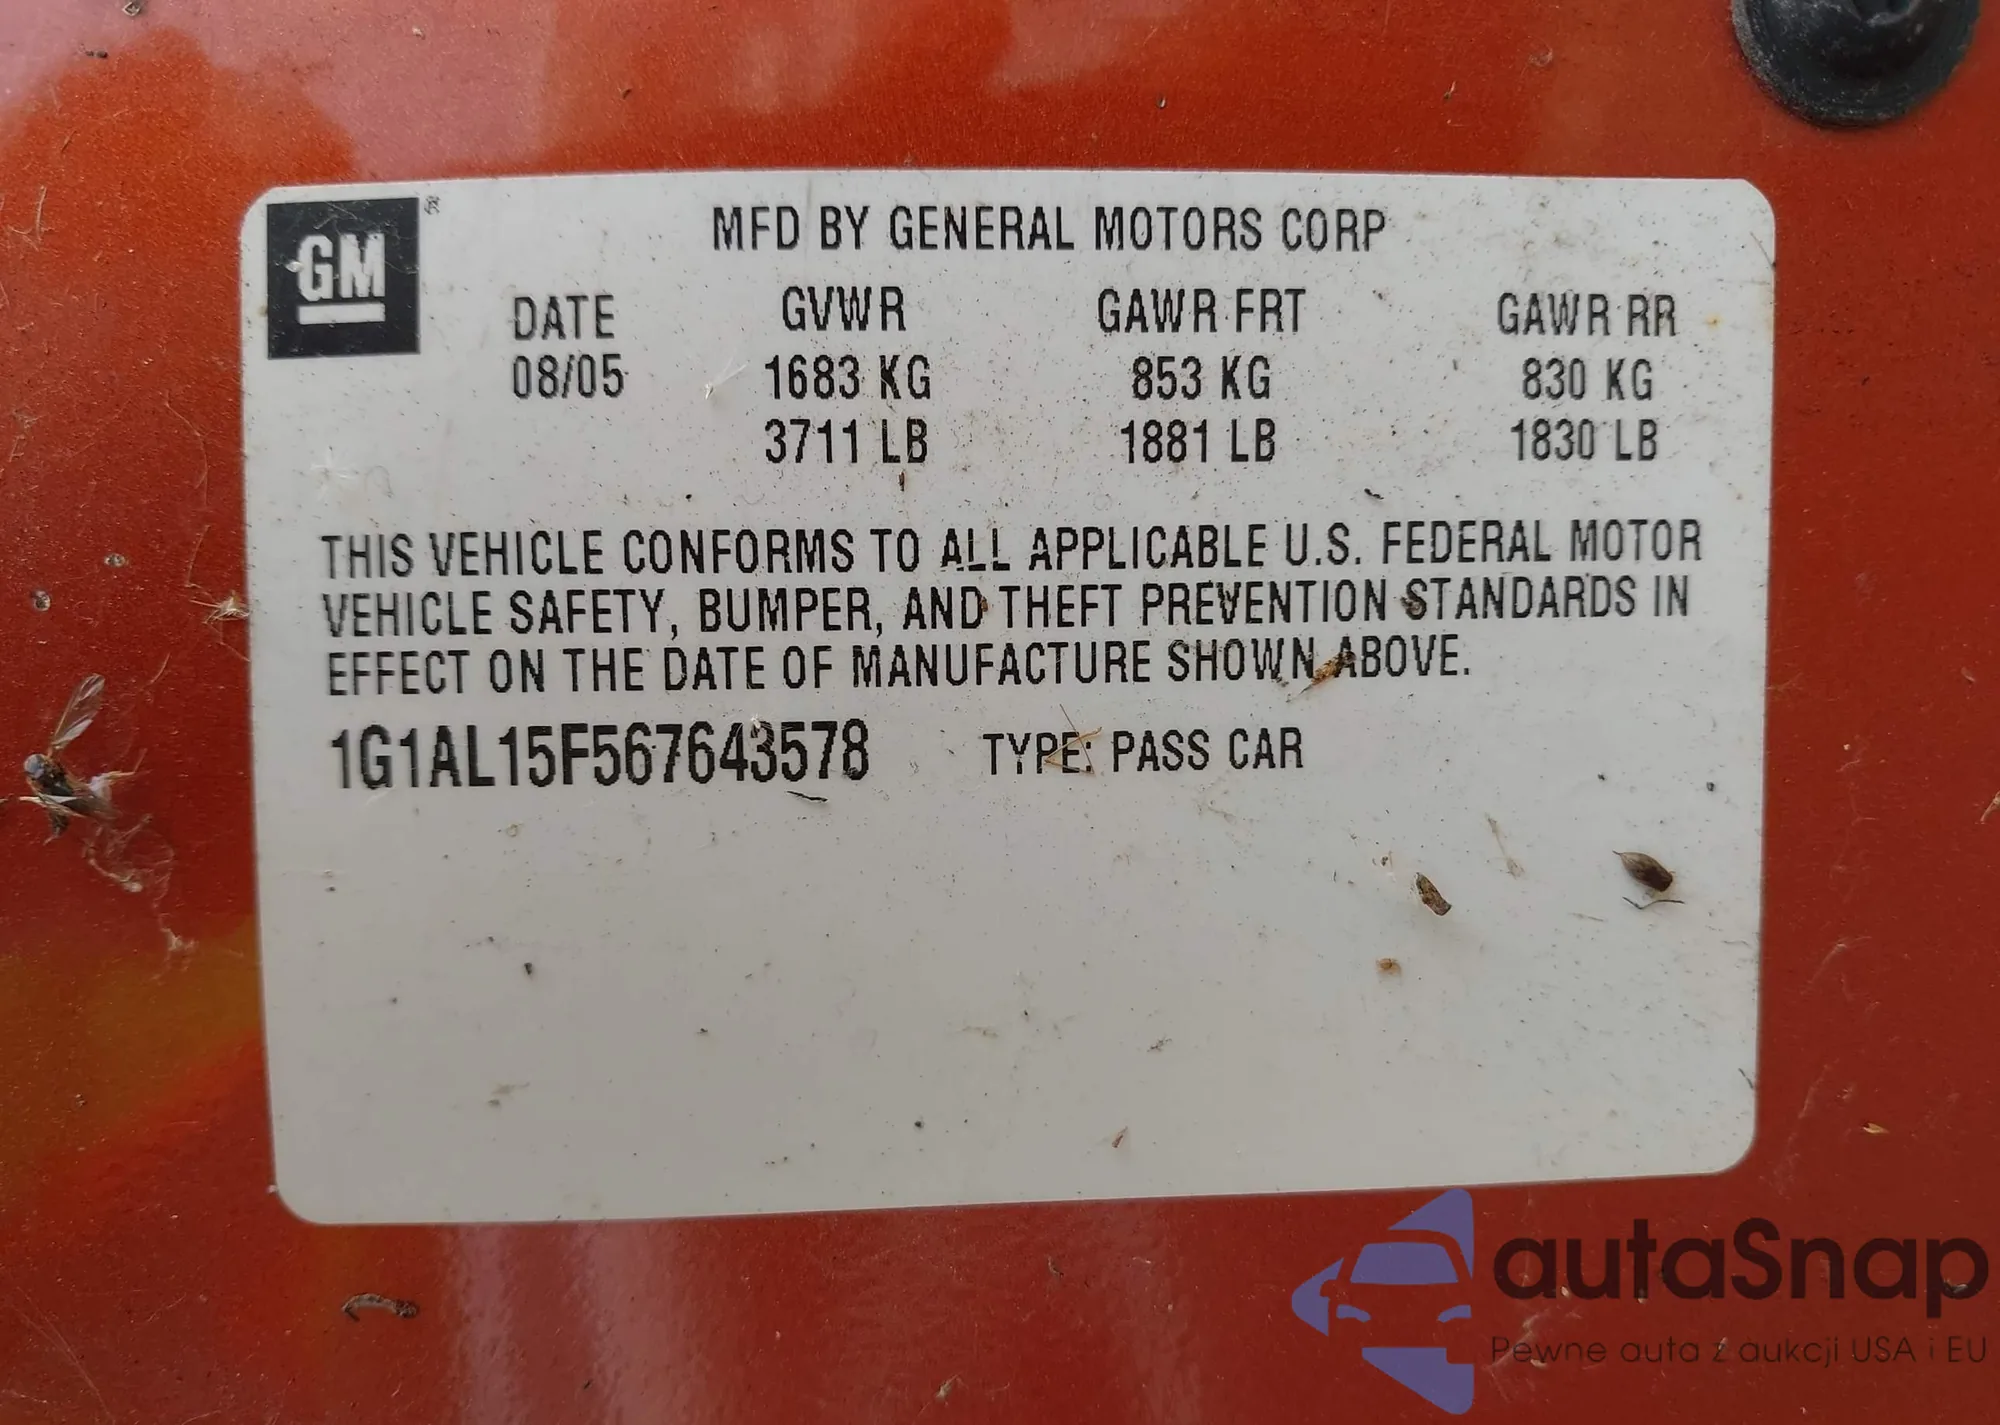 GM ®
MFD BY GENERAL MOTORS CORP
DATE GVWR GAWR FRT GAWR RR
08/05 1683 KG 853 KG 830 KG
3711 LB 1881 LB 1830 LB
THIS VEHICLE CONFORMS TO ALL APPLICABLE U.S. FEDERAL MOTOR
VEHICLE SAFETY, BUMPER, AND THEFT PREVENTION STANDARDS IN
EFFECT ON THE DATE OF MANUFACTURE SHOWN ABOVE.
1G1AL15F567643578 TYPE: PASS CAR
autaSnap
Pewne auta z aukcji USA i EU